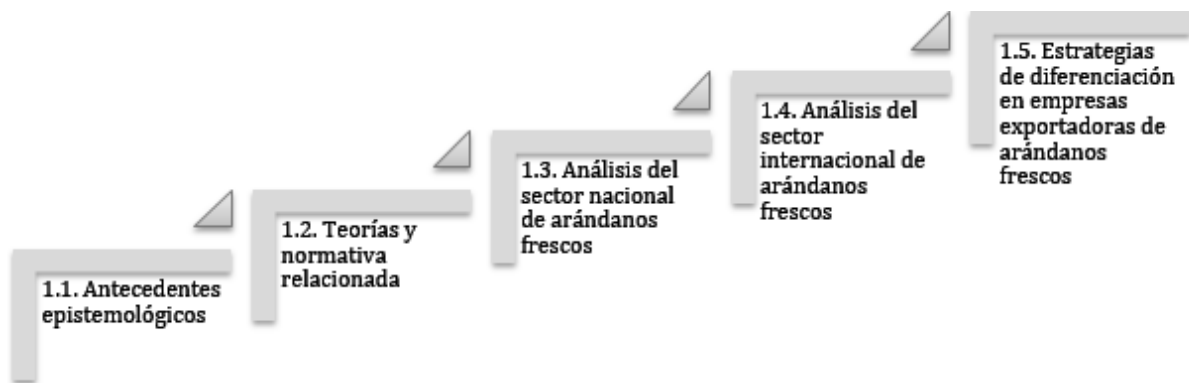 1.1. Antecedentes
epistemológicos
1.2. Teorías y
normativa
relacionada
1.3. Análisis del
sector nacional
de arándanos
frescos
1.4. Análisis del
sector
internacional de
arándanos
frescos
1.5. Estrategias
de diferenciación
en empresas
exportadoras de
arándanos
frescos